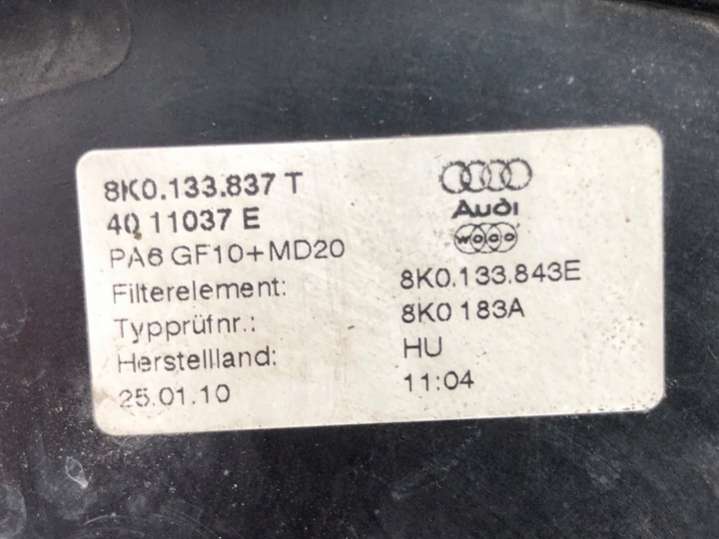 8K0.133.837 T
40 11037 E
Audi
PA6 GF10+MD20
Filterelement: 8K0.133.843E
Typprüfnr.: 8K0 183A
Herstellland: HU
25.01.10 11:04